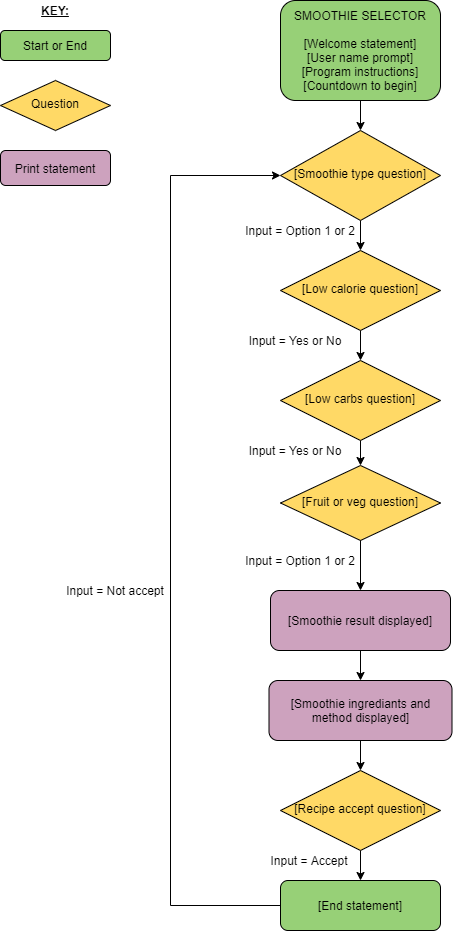 KEY:
Start or End
Question
Print statement
SMOOTHIE SELECTOR
[Welcome statement]
[User name prompt]
[Program instructions]
[Countdown to begin]
[Smoothie type question]
Input = Option 1 or 2
[Low calorie question]
Input = Yes or No
[Low carbs question]
Input = Yes or No
[Fruit or veg question]
Input = Option 1 or 2
Input = Not accept
[Smoothie result displayed]
[Smoothie ingrediants and
method displayed]
[Recipe accept question]
Input = Accept
[End statement]